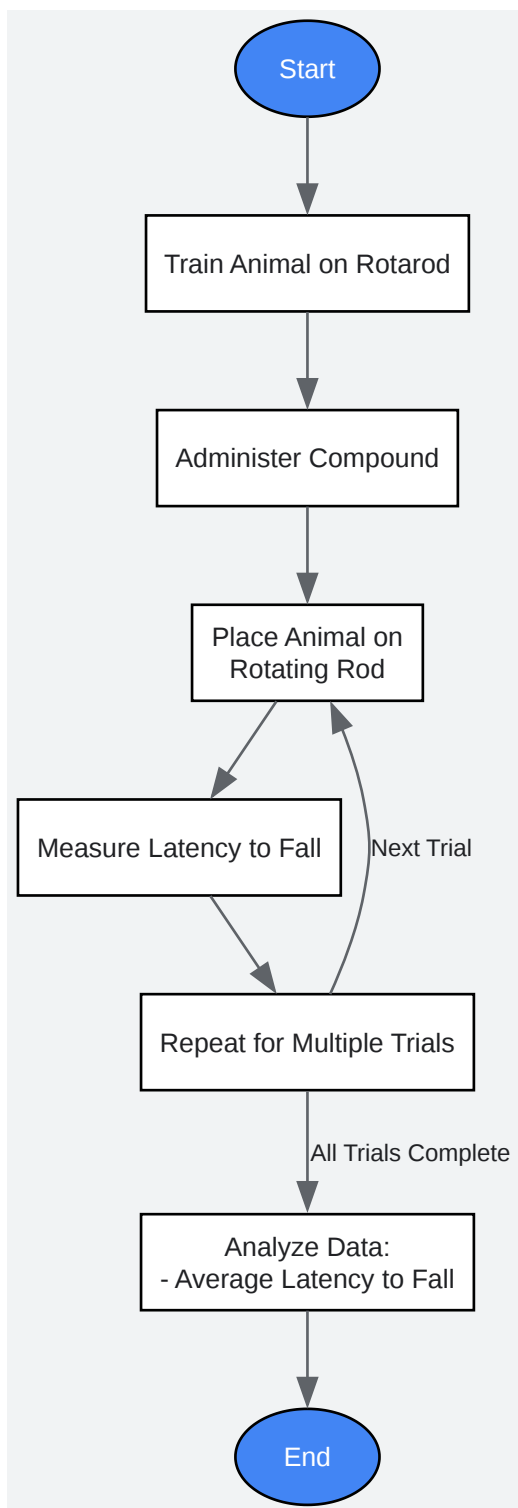 Start
Train Animal on Rotarod
Administer Compound
Place Animal on
Rotating Rod
Measure Latency to Fall
Next Trial
Repeat for Multiple Trials
All Trials Complete
Analyze Data:
- Average Latency to Fall
End